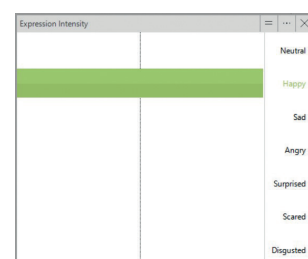 Expression Intensity
Neutral
Happy
Sad
Angry
Surprised
Scared
Disgusted